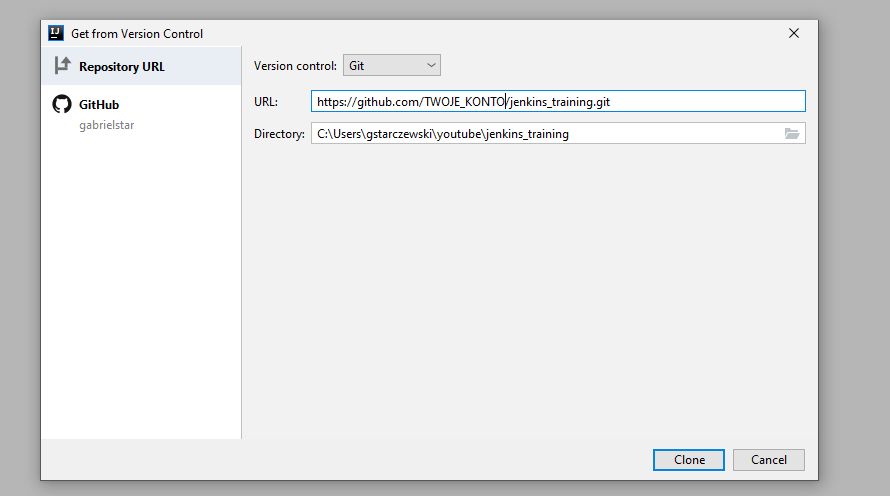 IJ Get from Version Control
Repository URL
GitHub
gabrielstar
Version control: Git
URL: https://github.com/TWOJE_KONTO/jenkins_training.git
Directory: C:\Users\gstarczewski\youtube\jenkins_training
Clone Cancel